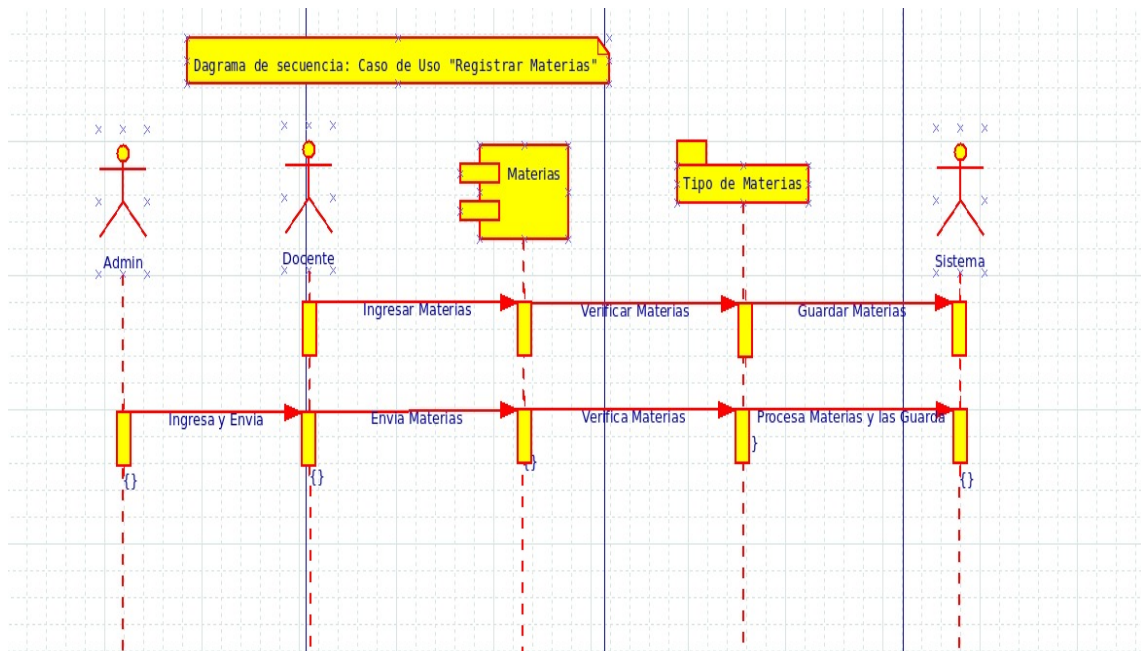 Dagrama de secuencia: Caso de Uso "Registrar Materias"
Materias
Tipo de Materias
Admin
Docente
Sistema
Ingresar Materias
Verificar Materias
Guardar Materias
Ingresa y Envia
Envia Materias
Verifica Materias
Procesa Materias y las Guarda
{}
{}
{}
}
{}